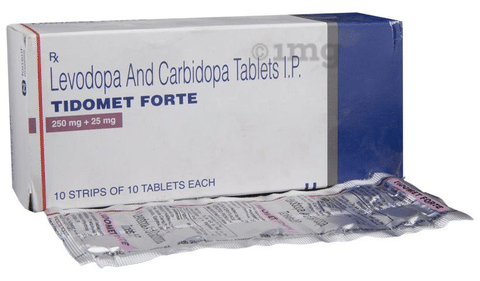 Rx
©1mg
Levodopa And Carbidopa Tablets I.P.
TIDOMET FORTE
250 mg + 25 mg
10 STRIPS OF 10 TABLETS EACH
TIDOMET FORTE